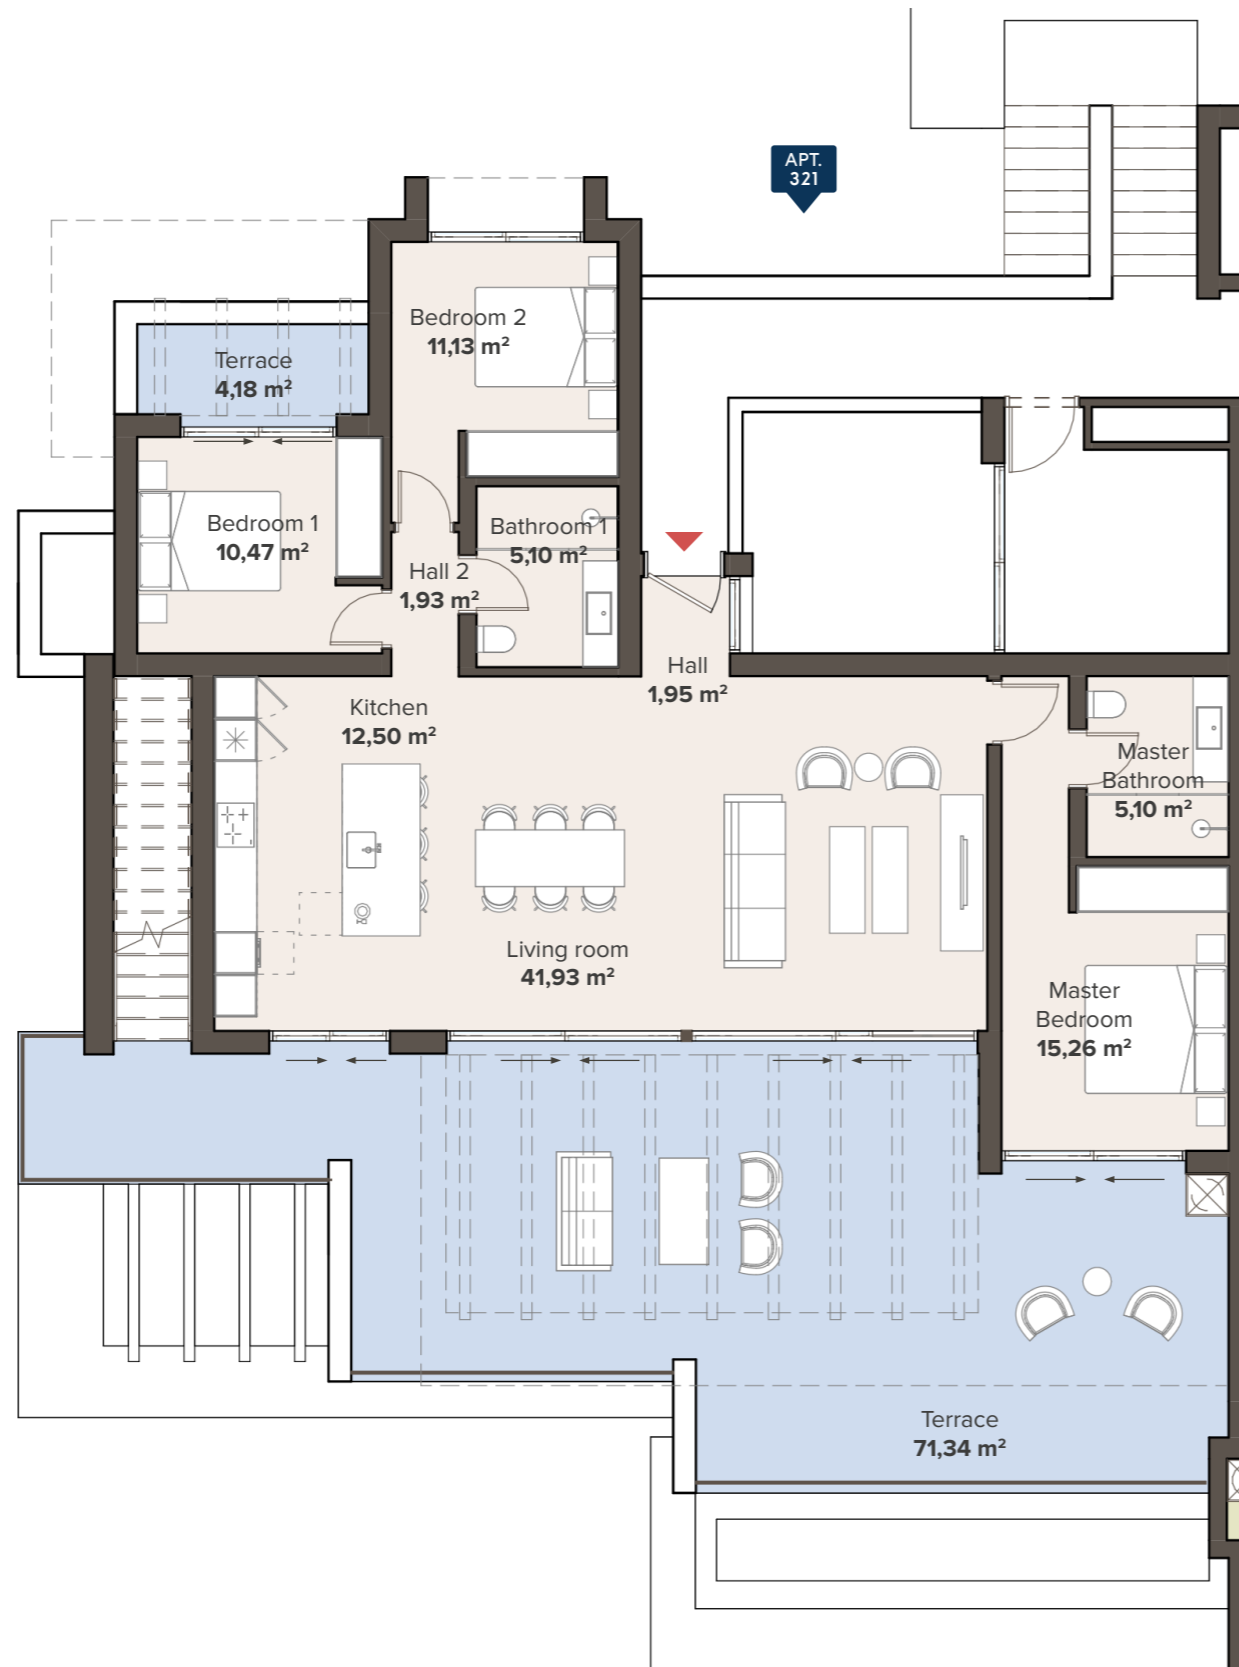 APT.
321
Bedroom 2
11,13 m²
Terrace
4,18 m²
Bedroom 1
10,47 m²
Bathroom 1
5,10 m²
Hall 2
1,93 m²
Hall
1,95 m²
Kitchen
12,50 m²
Master
Bathroom
5,10 m²
Living room
41,93 m²
Master
Bedroom
15,26 m²
Terrace
71,34 m²